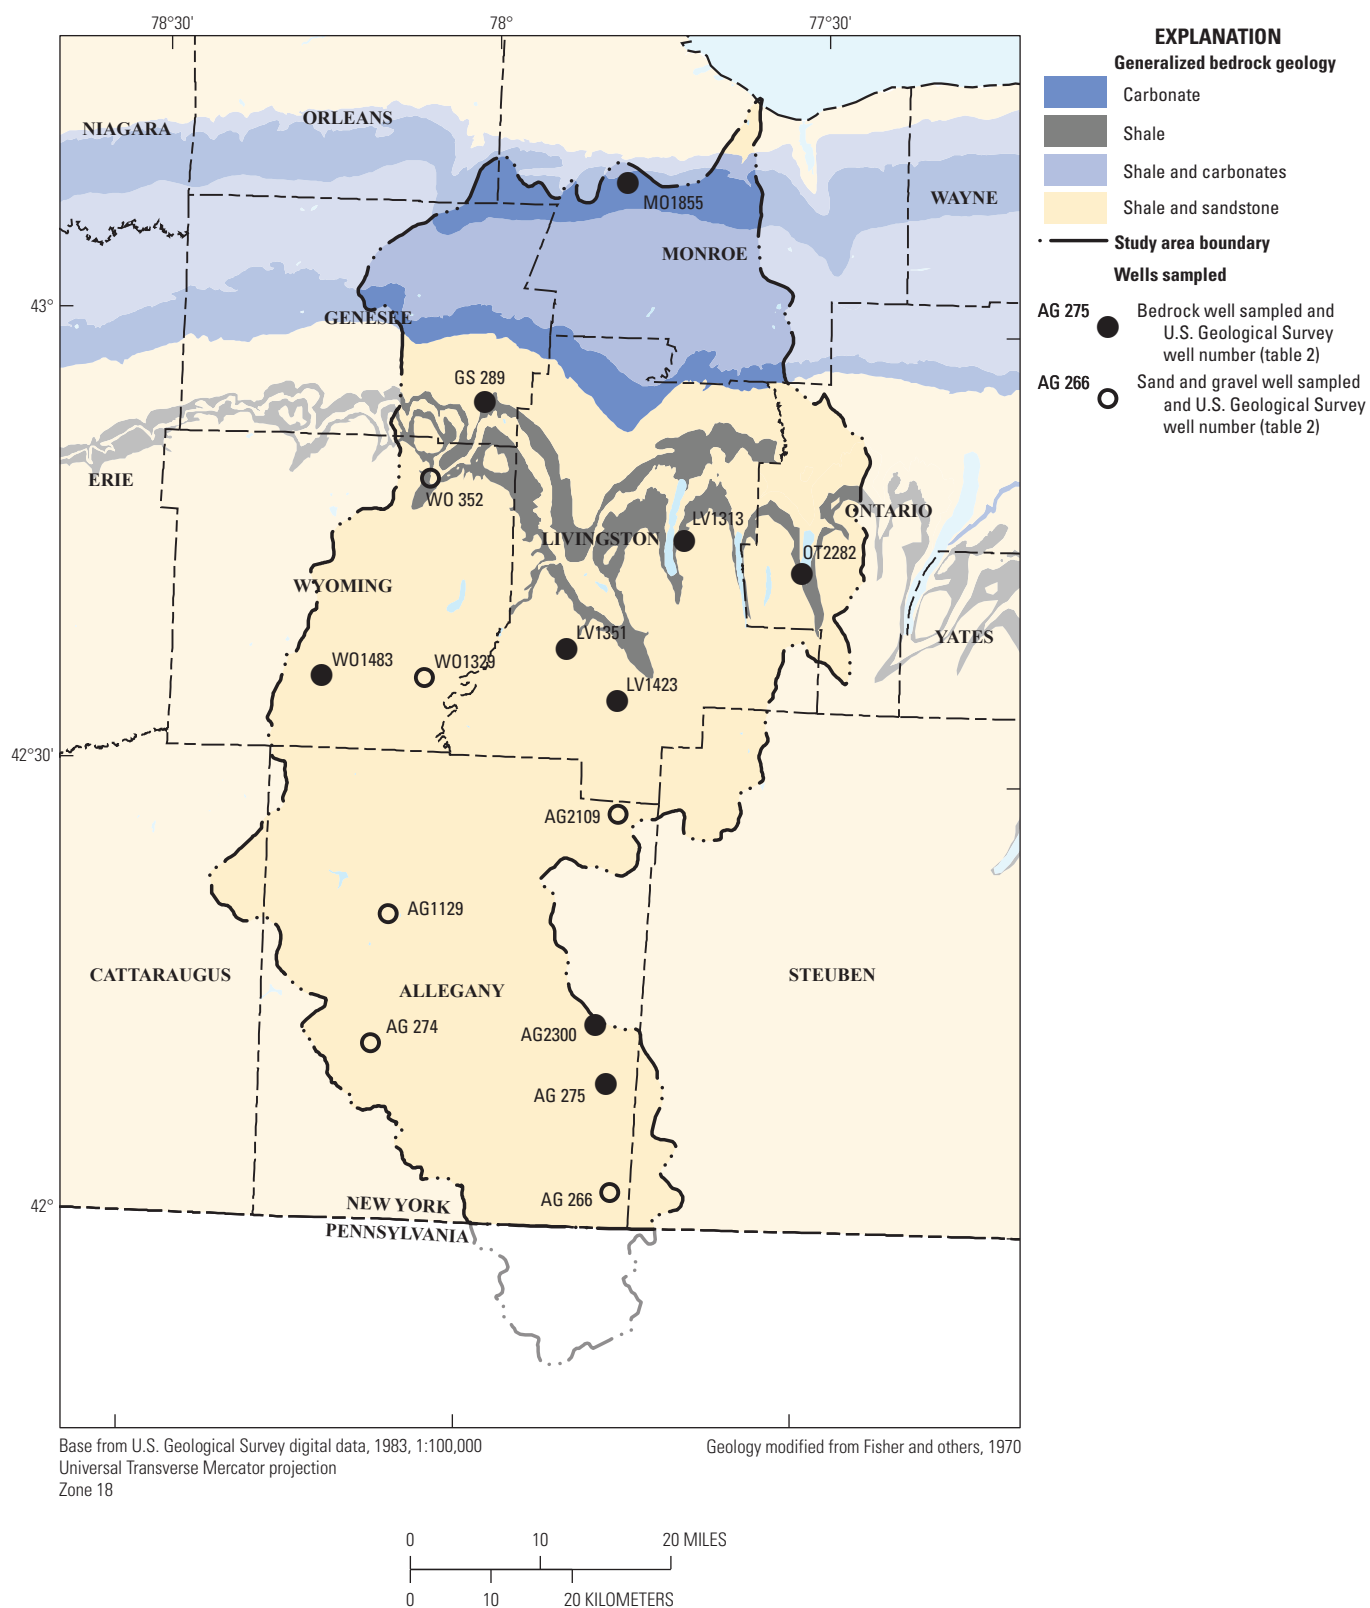 78°30'
78°
77°30'
EXPLANATION
Generalized bedrock geology
Carbonate
Shale
Shale and carbonates
Shale and sandstone
Study area boundary
Wells sampled
AG 275
Bedrock well sampled and
U.S. Geological Survey
well number (table 2)
AG 266
Sand and gravel well sampled
and U.S. Geological Survey
well number (table 2)
NIAGARA
ORLEANS
WAYNE
MO1855
MONROE
43°
GENESEE
GS 289
ERIE
WO 352
ONTARIO
LV1313
LIVINGSTON
OT2282
WYOMING
LV1351
YATES
WO1483
WO1329
LV1423
42°30'
AG2109
AG1129
CATTARAUGUS
STEUBEN
ALLEGANY
AG 274
AG2300
AG 275
AG 266
42°
NEW YORK
PENNSYLVANIA
Base from U.S. Geological Survey digital data, 1983, 1:100,000
Universal Transverse Mercator projection
Zone 18
Geology modified from Fisher and others, 1970
0
10
20 MILES
0
10
20 KILOMETERS